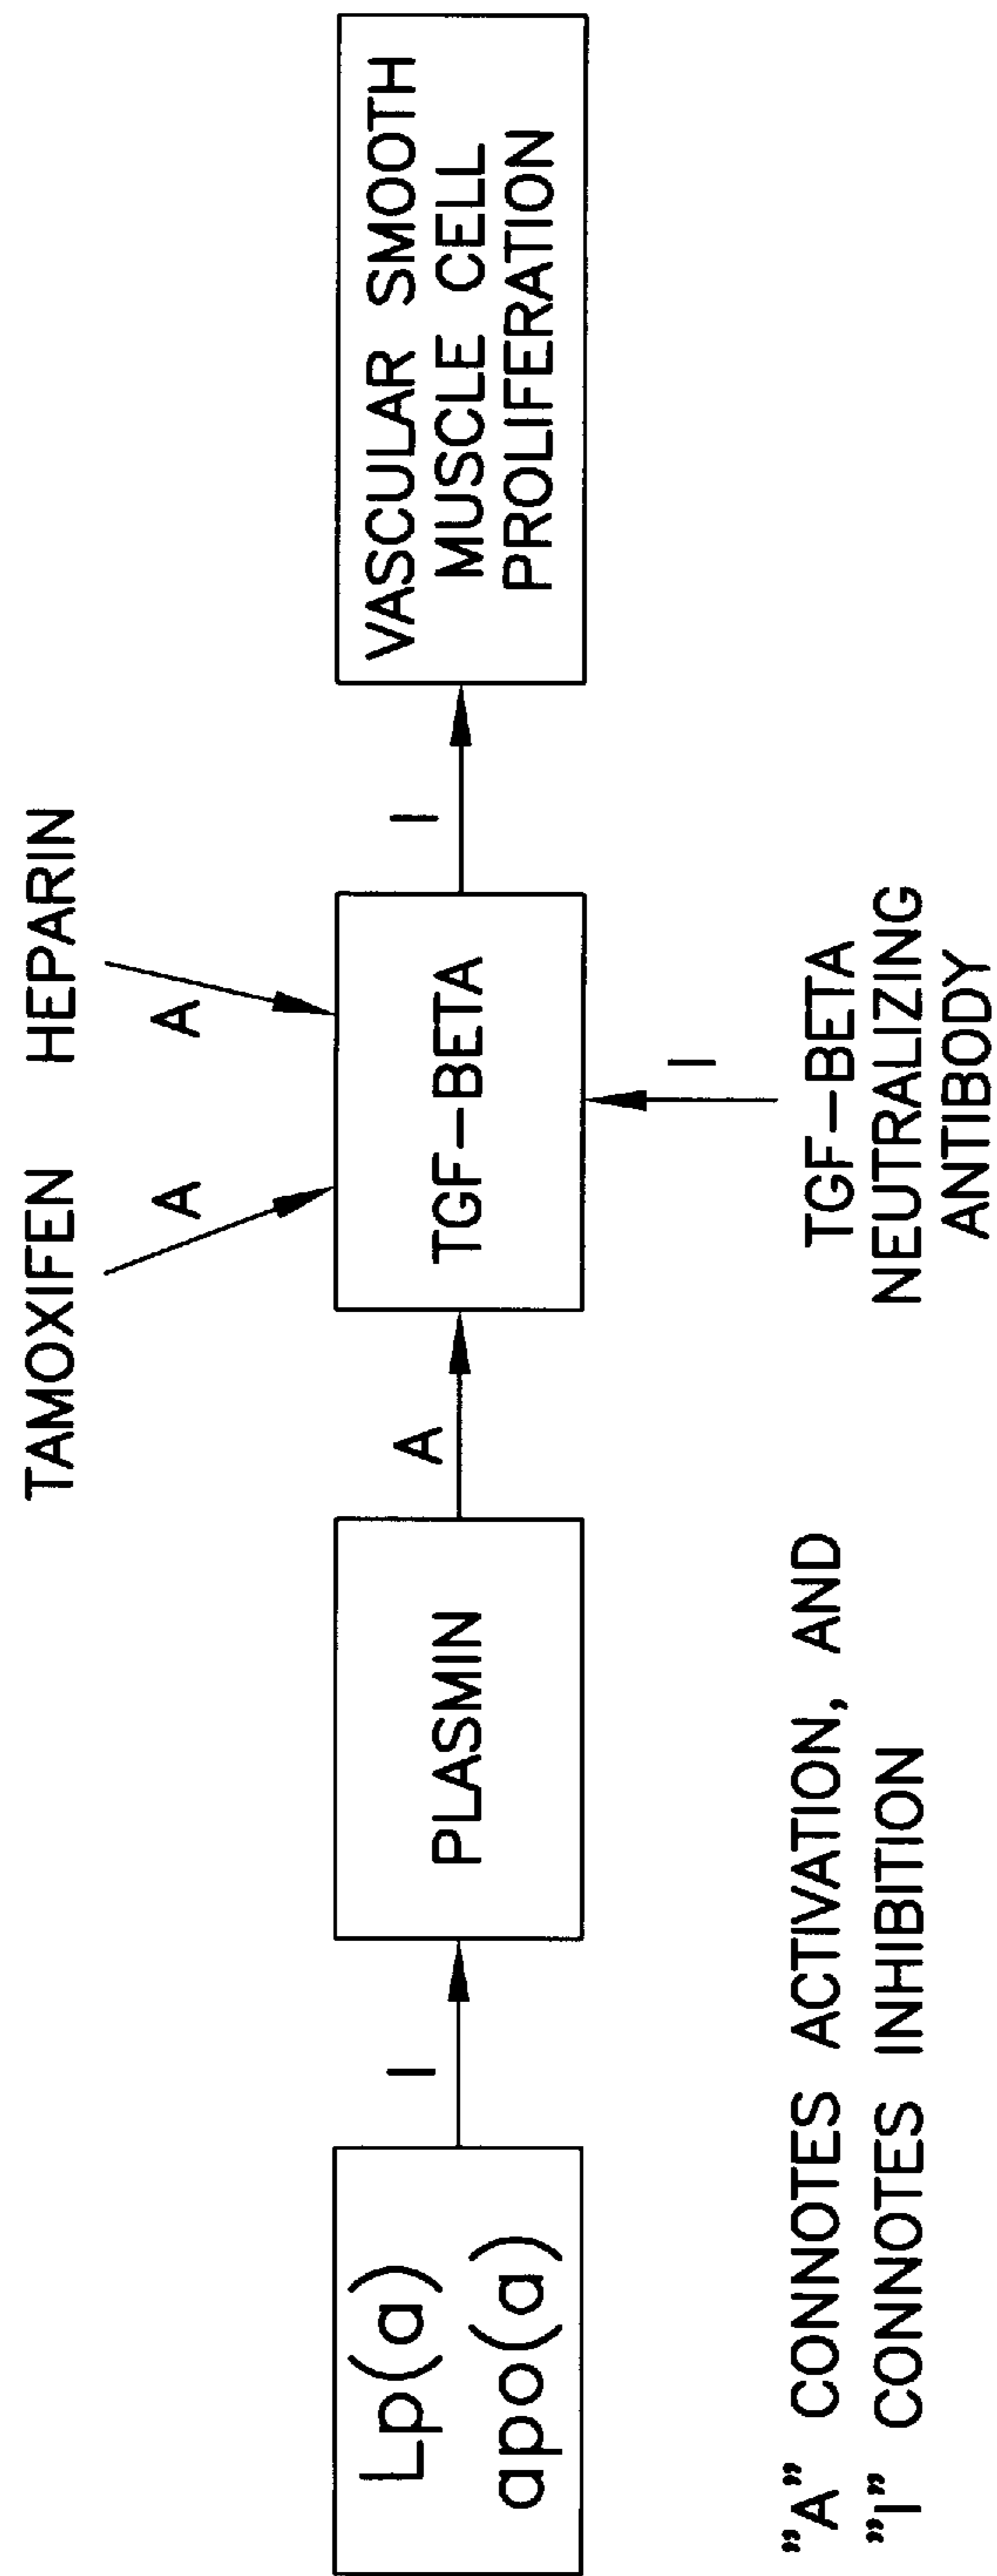 TAMOXIFEN HEPARIN
A A
Lp(a)
apo(a)
I
PLASMIN
A
TGF-BETA
I
VASCULAR SMOOTH
MUSCLE CELL
PROLIFERATION
I
TGF-BETA
NEUTRALIZING
ANTIBODY
"A" CONNOTES ACTIVATION, AND
"I" CONNOTES INHIBITION